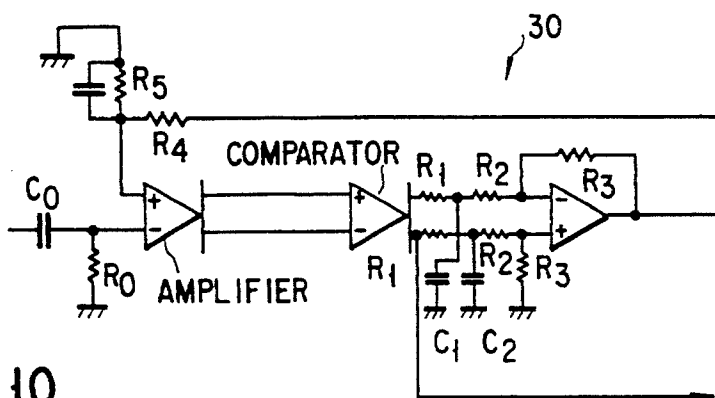 30
R5
R4
COMPARATOR
C0
R1
R2
R3
+
−
+
−
−
+
R0
AMPLIFIER
R1
R2
R3
C1
C2
10